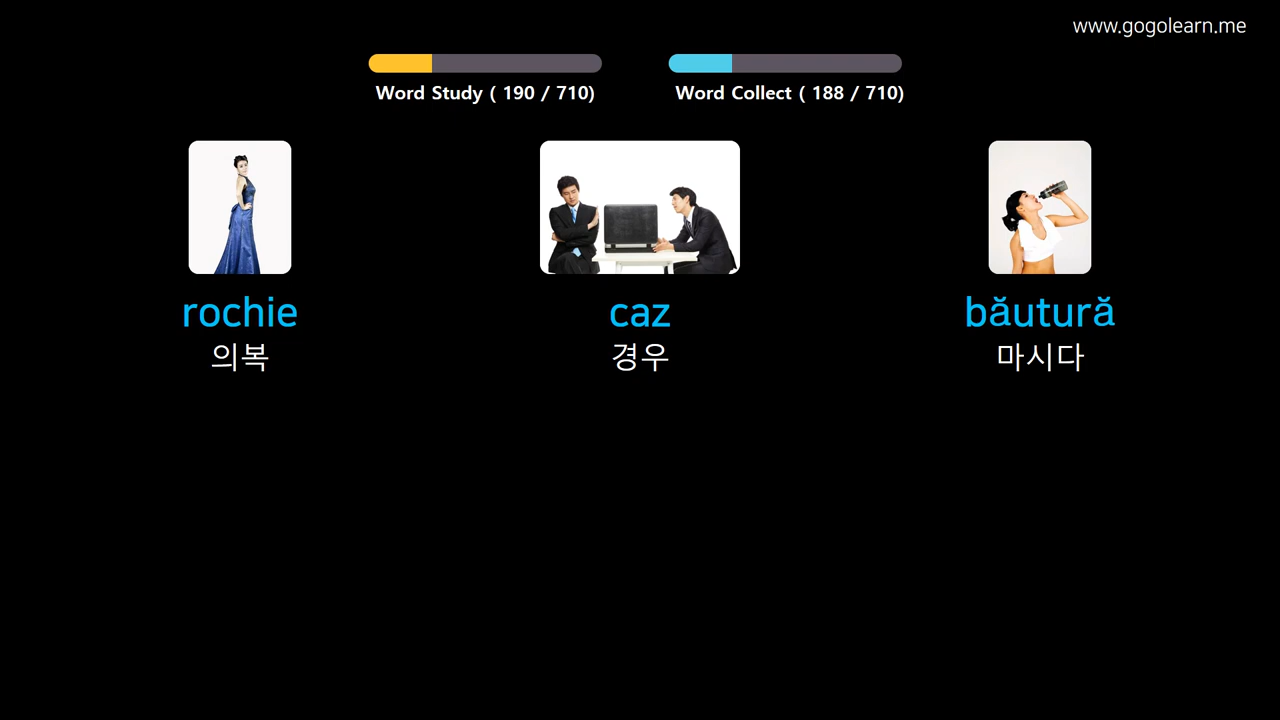 www.gogolearn.me
Word Study ( 190 / 710)
Word Collect ( 188 / 710)
rochie
의복
caz
경우
băutură
마시다